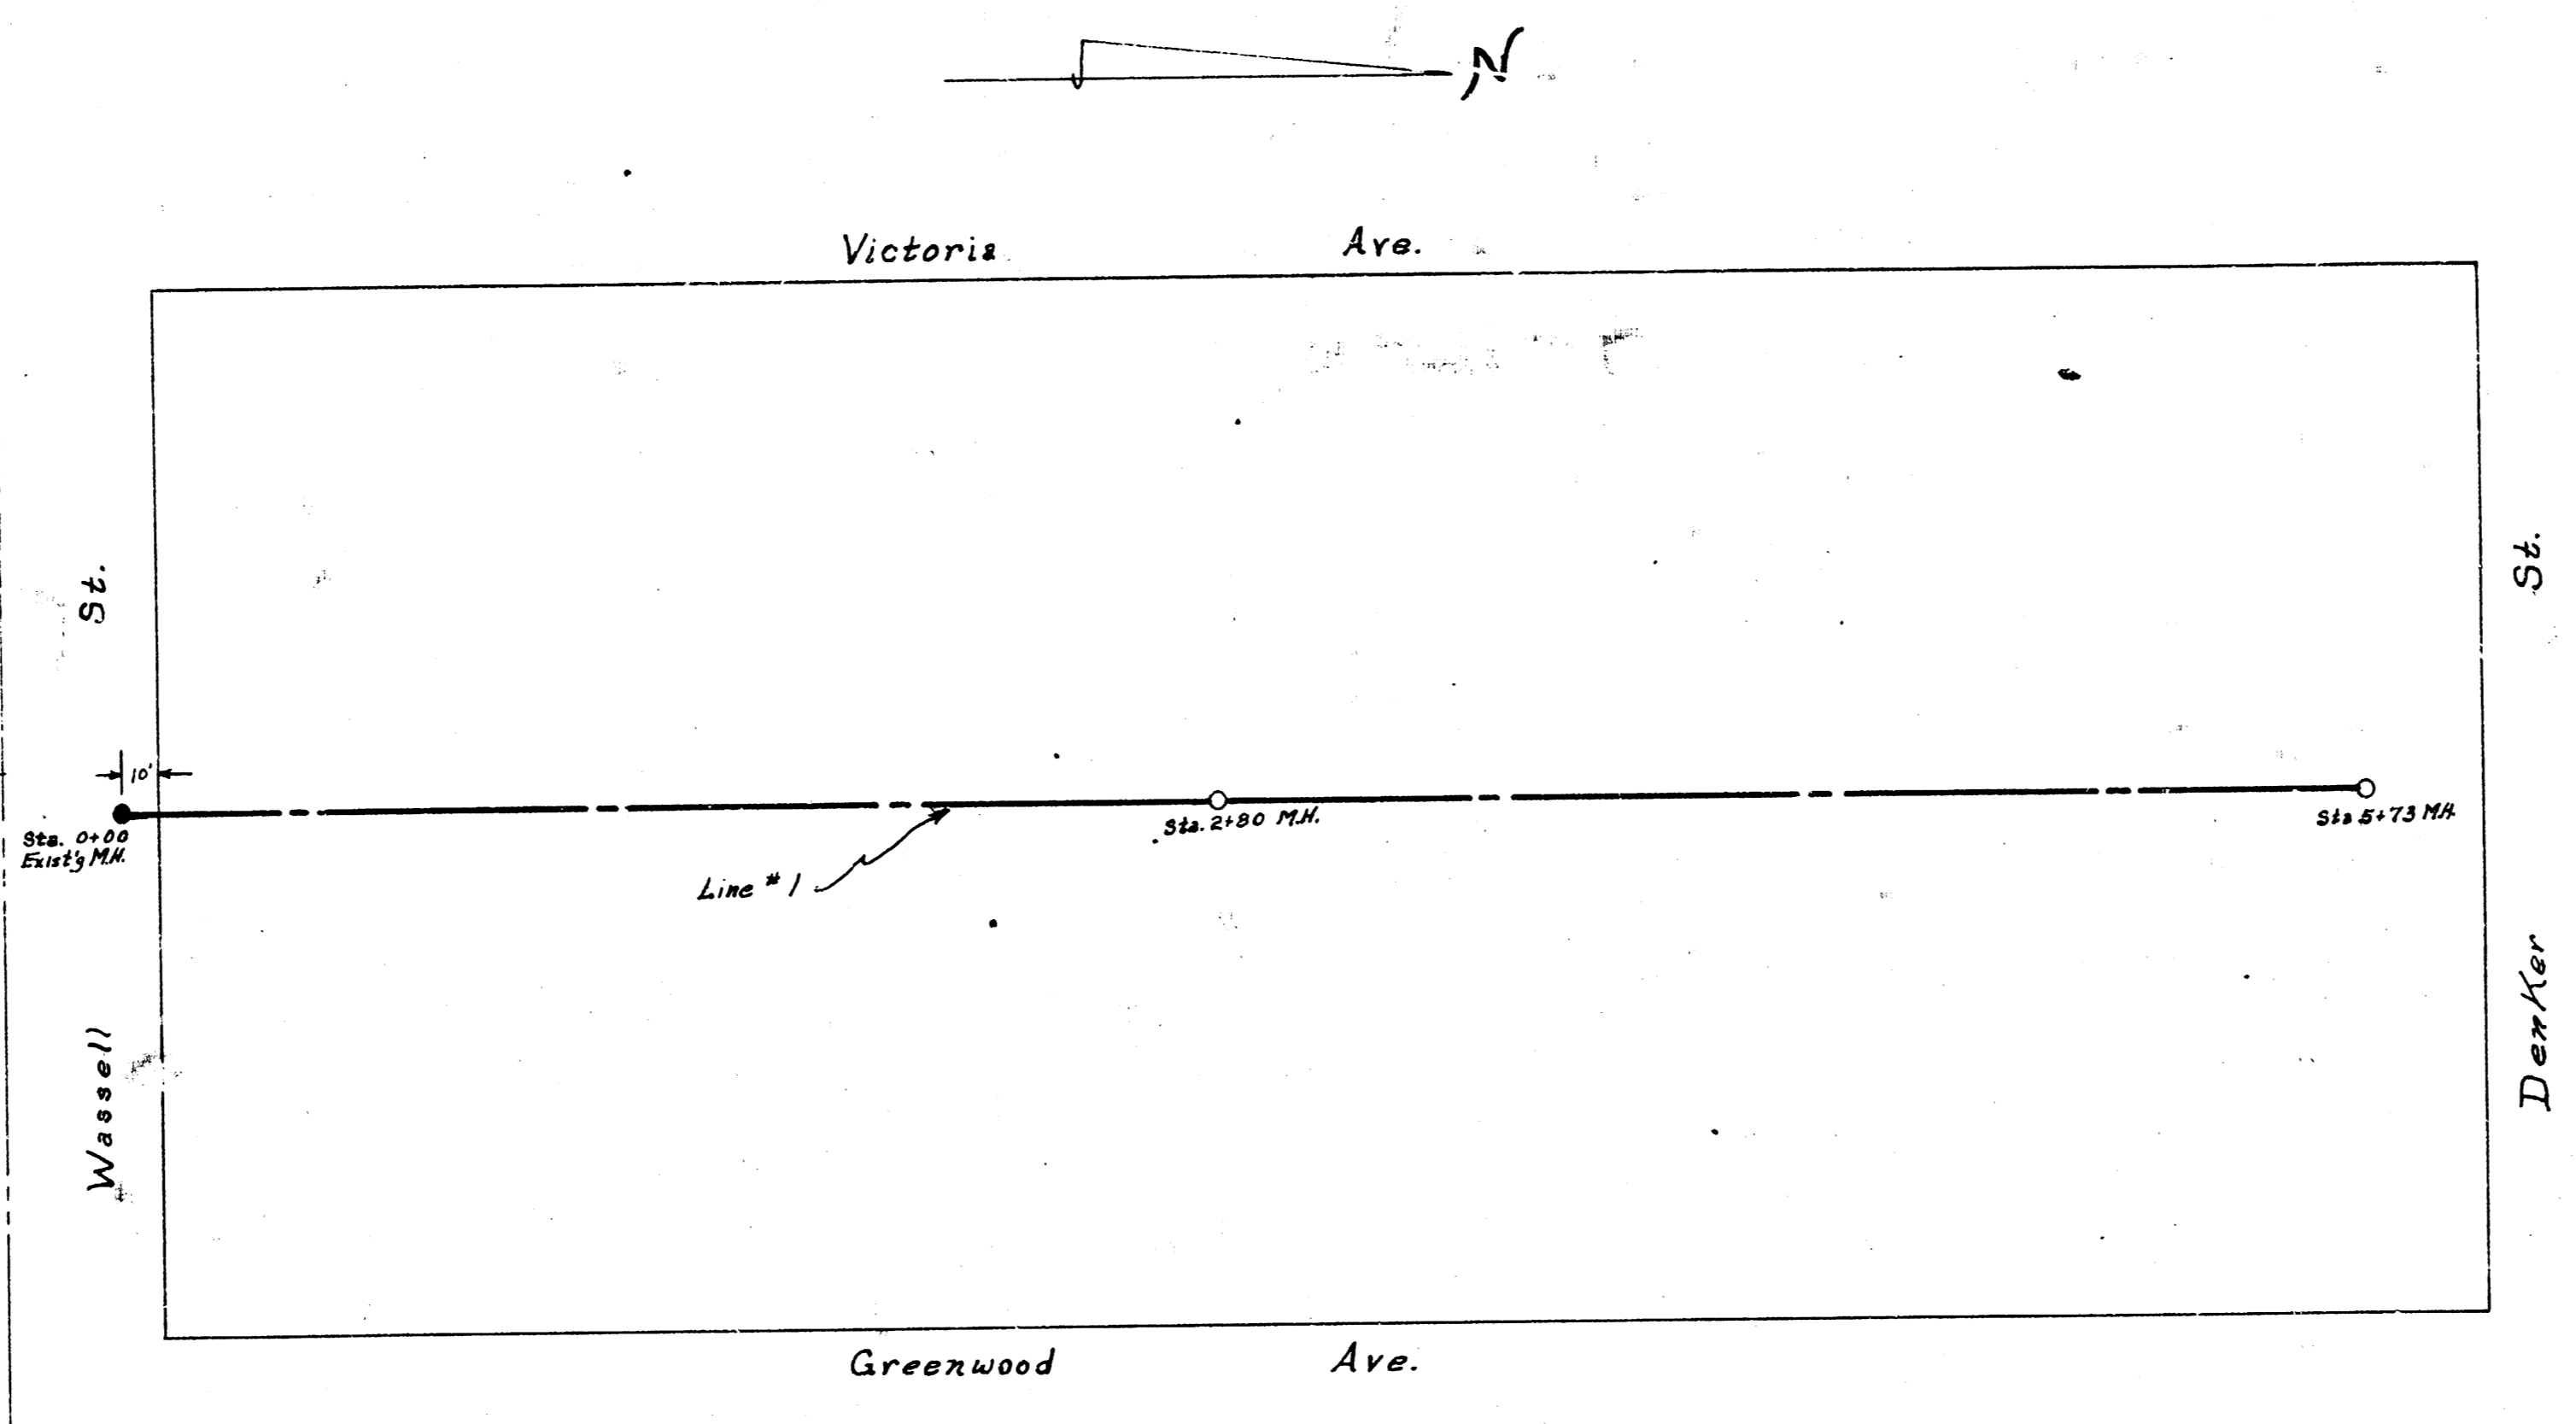 N
Victoria Ave.
Wassell St.
Denker St.
10'
Sta. 0+00
Exist'g M.H.
Sta. 2+80 M.H.
Sta 5+73 M.H.
Line #1
Greenwood Ave.